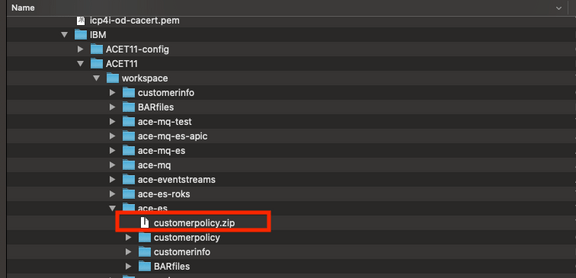 Name
icp4i-od-cacert.pem
IBM
ACET11-config
ACET11
workspace
customerinfo
BARfiles
ace-mq-test
ace-mq-es-apic
ace-mq-es
ace-mq
ace-eventstreams
ace-es-roks
ace-es
customerpolicy.zip
customerpolicy
customerinfo
BARfiles